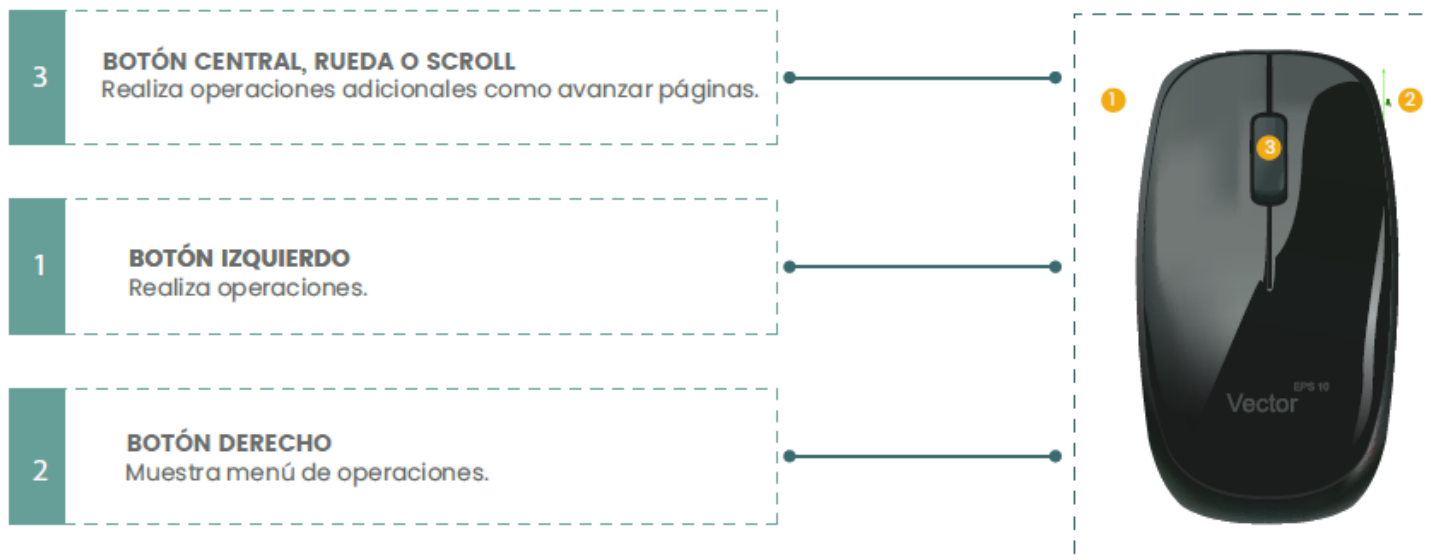 3
BOTÓN CENTRAL, RUEDA O SCROLL
Realiza operaciones adicionales como avanzar páginas.
1
BOTÓN IZQUIERDO
Realiza operaciones.
2
BOTÓN DERECHO
Muestra menú de operaciones.
1
2
3
EPS 10
Vector